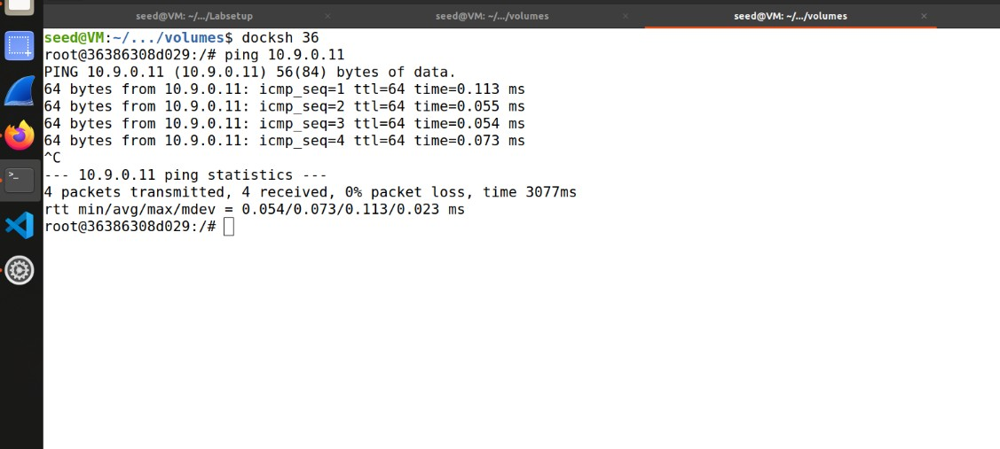 seed@VM: ~/.../Labsetup × seed@VM: ~/.../volumes × seed@VM: ~/.../volumes ×
seed@VM:~/.../volumes$ docksh 36
root@36386308d029:/# ping 10.9.0.11
PING 10.9.0.11 (10.9.0.11) 56(84) bytes of data.
64 bytes from 10.9.0.11: icmp_seq=1 ttl=64 time=0.113 ms
64 bytes from 10.9.0.11: icmp_seq=2 ttl=64 time=0.055 ms
64 bytes from 10.9.0.11: icmp_seq=3 ttl=64 time=0.054 ms
64 bytes from 10.9.0.11: icmp_seq=4 ttl=64 time=0.073 ms
^C
--- 10.9.0.11 ping statistics ---
4 packets transmitted, 4 received, 0% packet loss, time 3077ms
rtt min/avg/max/mdev = 0.054/0.073/0.113/0.023 ms
root@36386308d029:/#